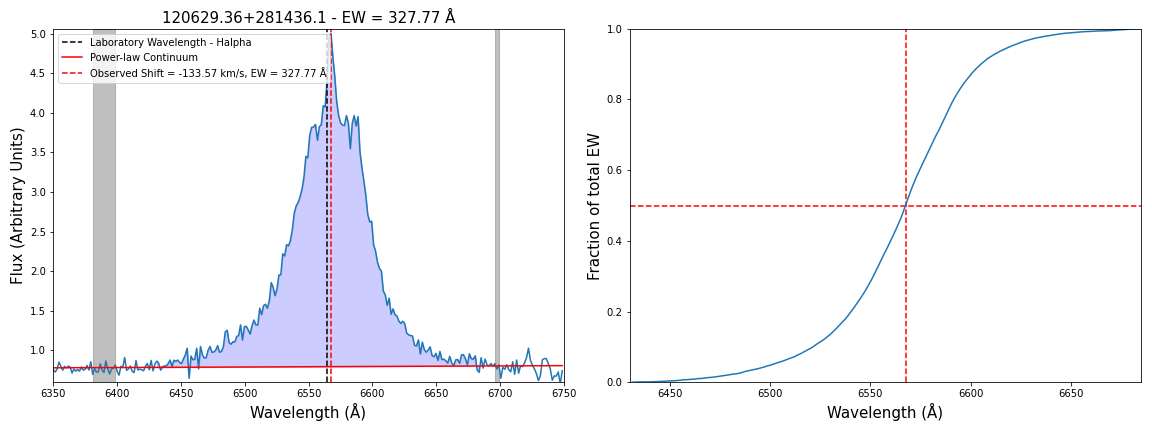 120629.36+281436.1 - EW = 327.77 Å
Laboratory Wavelength - Halpha
Power-law Continuum
Observed Shift = -133.57 km/s, EW = 327.77 Å
Flux (Arbitrary Units)
5.0
4.5
4.0
3.5
3.0
2.5
2.0
1.5
1.0
6350 6400 6450 6500 6550 6600 6650 6700 6750
Wavelength (Å)
Fraction of total EW
1.0
0.8
0.6
0.4
0.2
0.0
6450 6500 6550 6600 6650
Wavelength (Å)